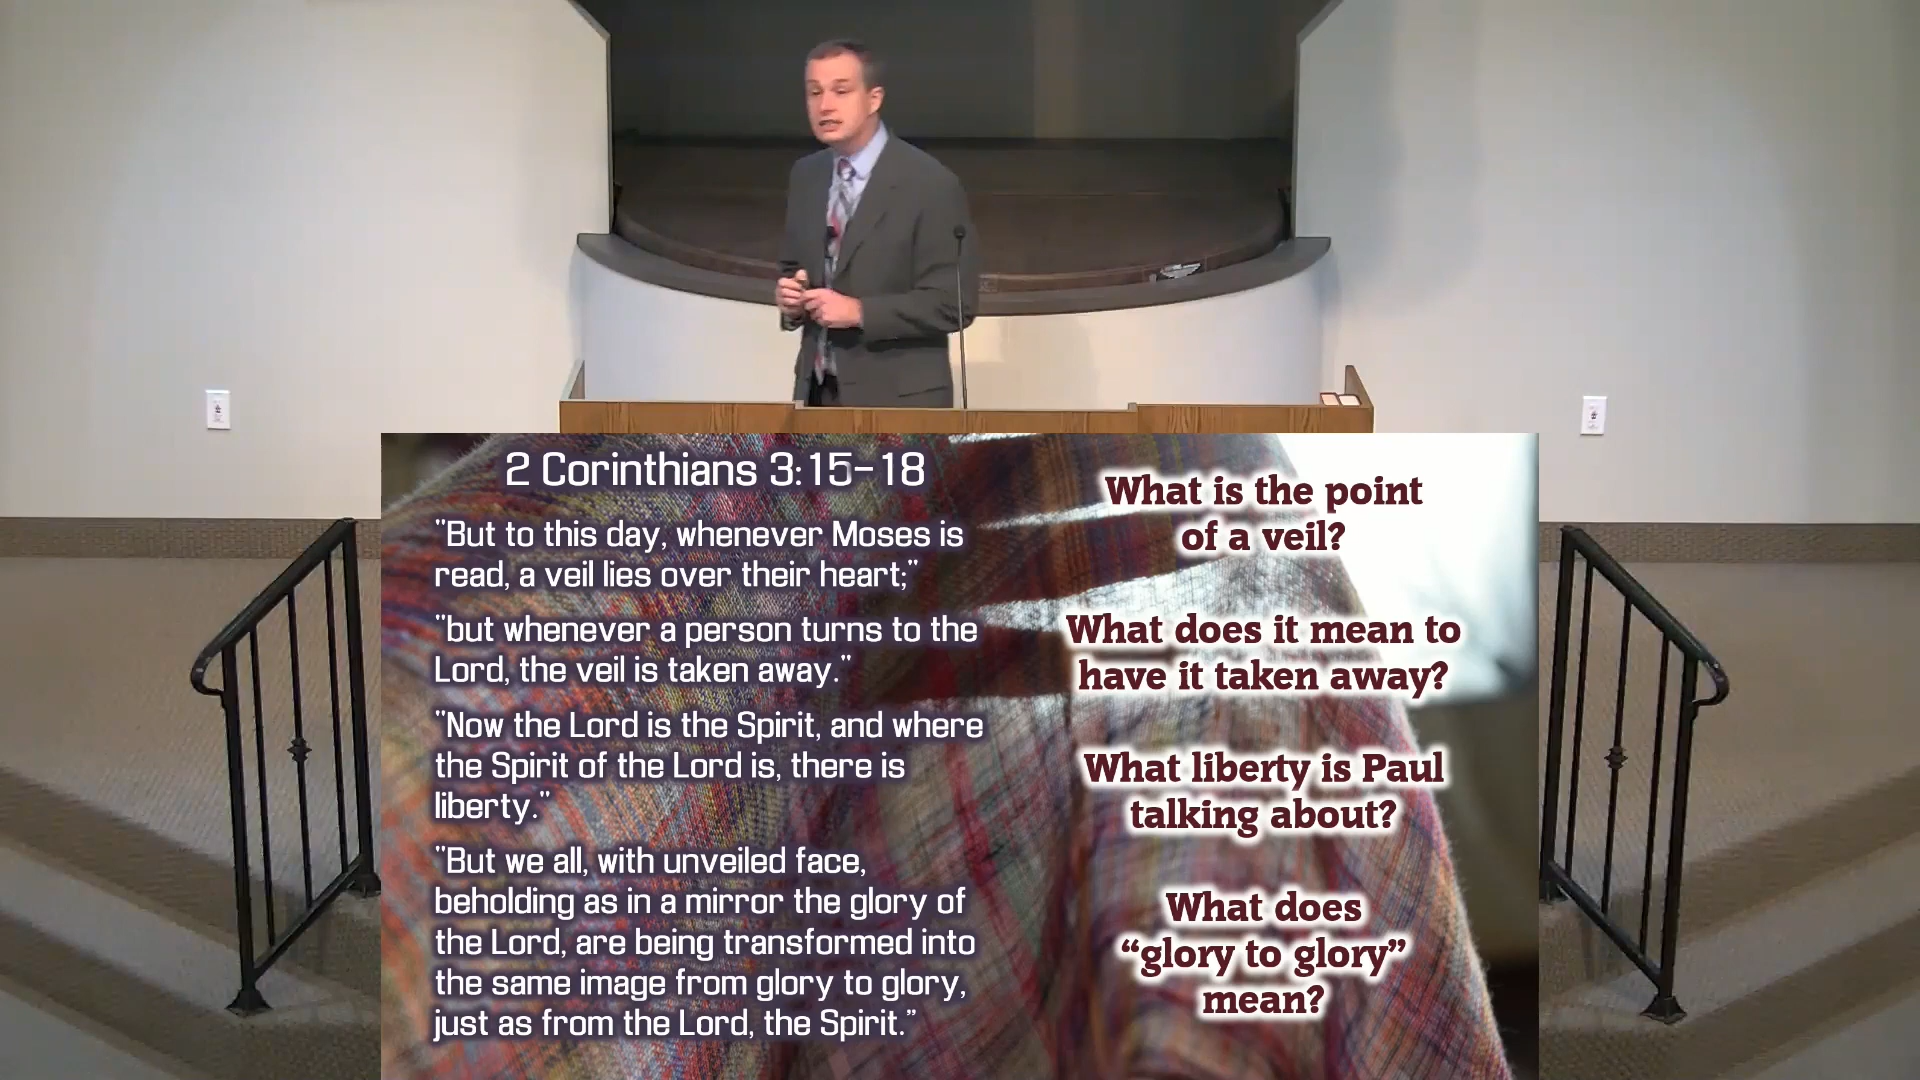 2 Corinthians 3:15-18
"But to this day, whenever Moses is
read, a veil lies over their heart;"
"but whenever a person turns to the
Lord, the veil is taken away."
"Now the Lord is the Spirit, and where
the Spirit of the Lord is, there is
liberty."
"But we all, with unveiled face,
beholding as in a mirror the glory of
the Lord, are being transformed into
the same image from glory to glory,
just as from the Lord, the Spirit."
What is the point
of a veil?
What does it mean to
have it taken away?
What liberty is Paul
talking about?
What does
“glory to glory”
mean?